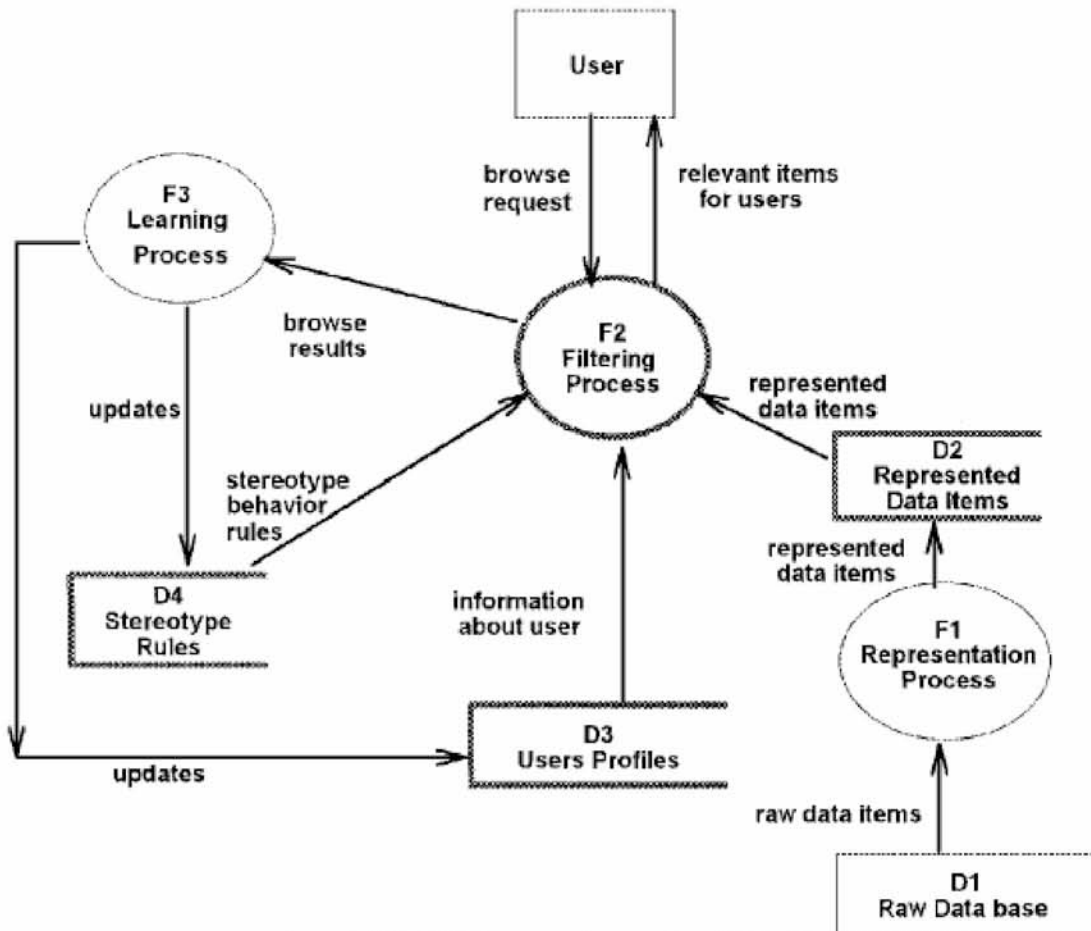 User
browse
request
relevant items
for users
F3
Learning
Process
browse
results
F2
Filtering
Process
updates
represented
data items
stereotype
behavior
rules
D2
Represented
Data Items
represented
data items
D4
Stereotype
Rules
information
about user
F1
Representation
Process
D3
Users Profiles
updates
raw data items
D1
Raw Data base